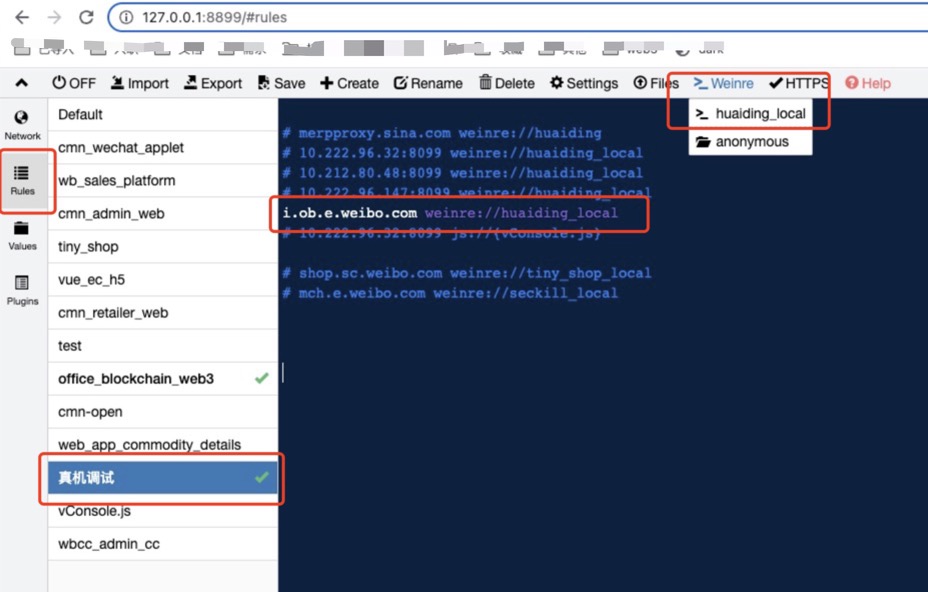 127.0.0.1:8899/#rules
OFF Import Export Save Create Rename Delete Settings Files Weinre HTTPS Help
huaiding_local
anonymous
Network
Rules
Values
Plugins
Default
cmn_wechat_applet
wb_sales_platform
cmn_admin_web
tiny_shop
vue_ec_h5
cmn_retailer_web
test
office_blockchain_web3
cmn-open
web_app_commodity_details
真机调试
vConsole.js
wbcc_admin_cc
# merpproxy.sina.com weinre://huaiding
# 10.222.96.32:8099 weinre://huaiding_local
# 10.212.80.48:8099 weinre://huaiding_local
# 10.222.96.147:8099 weinre://huaiding_local
i.ob.e.weibo.com weinre://huaiding_local
# 10.222.96.32:8099 js://{vConsole.js}
# shop.sc.weibo.com weinre://tiny_shop_local
# mch.e.weibo.com weinre://seckill_local